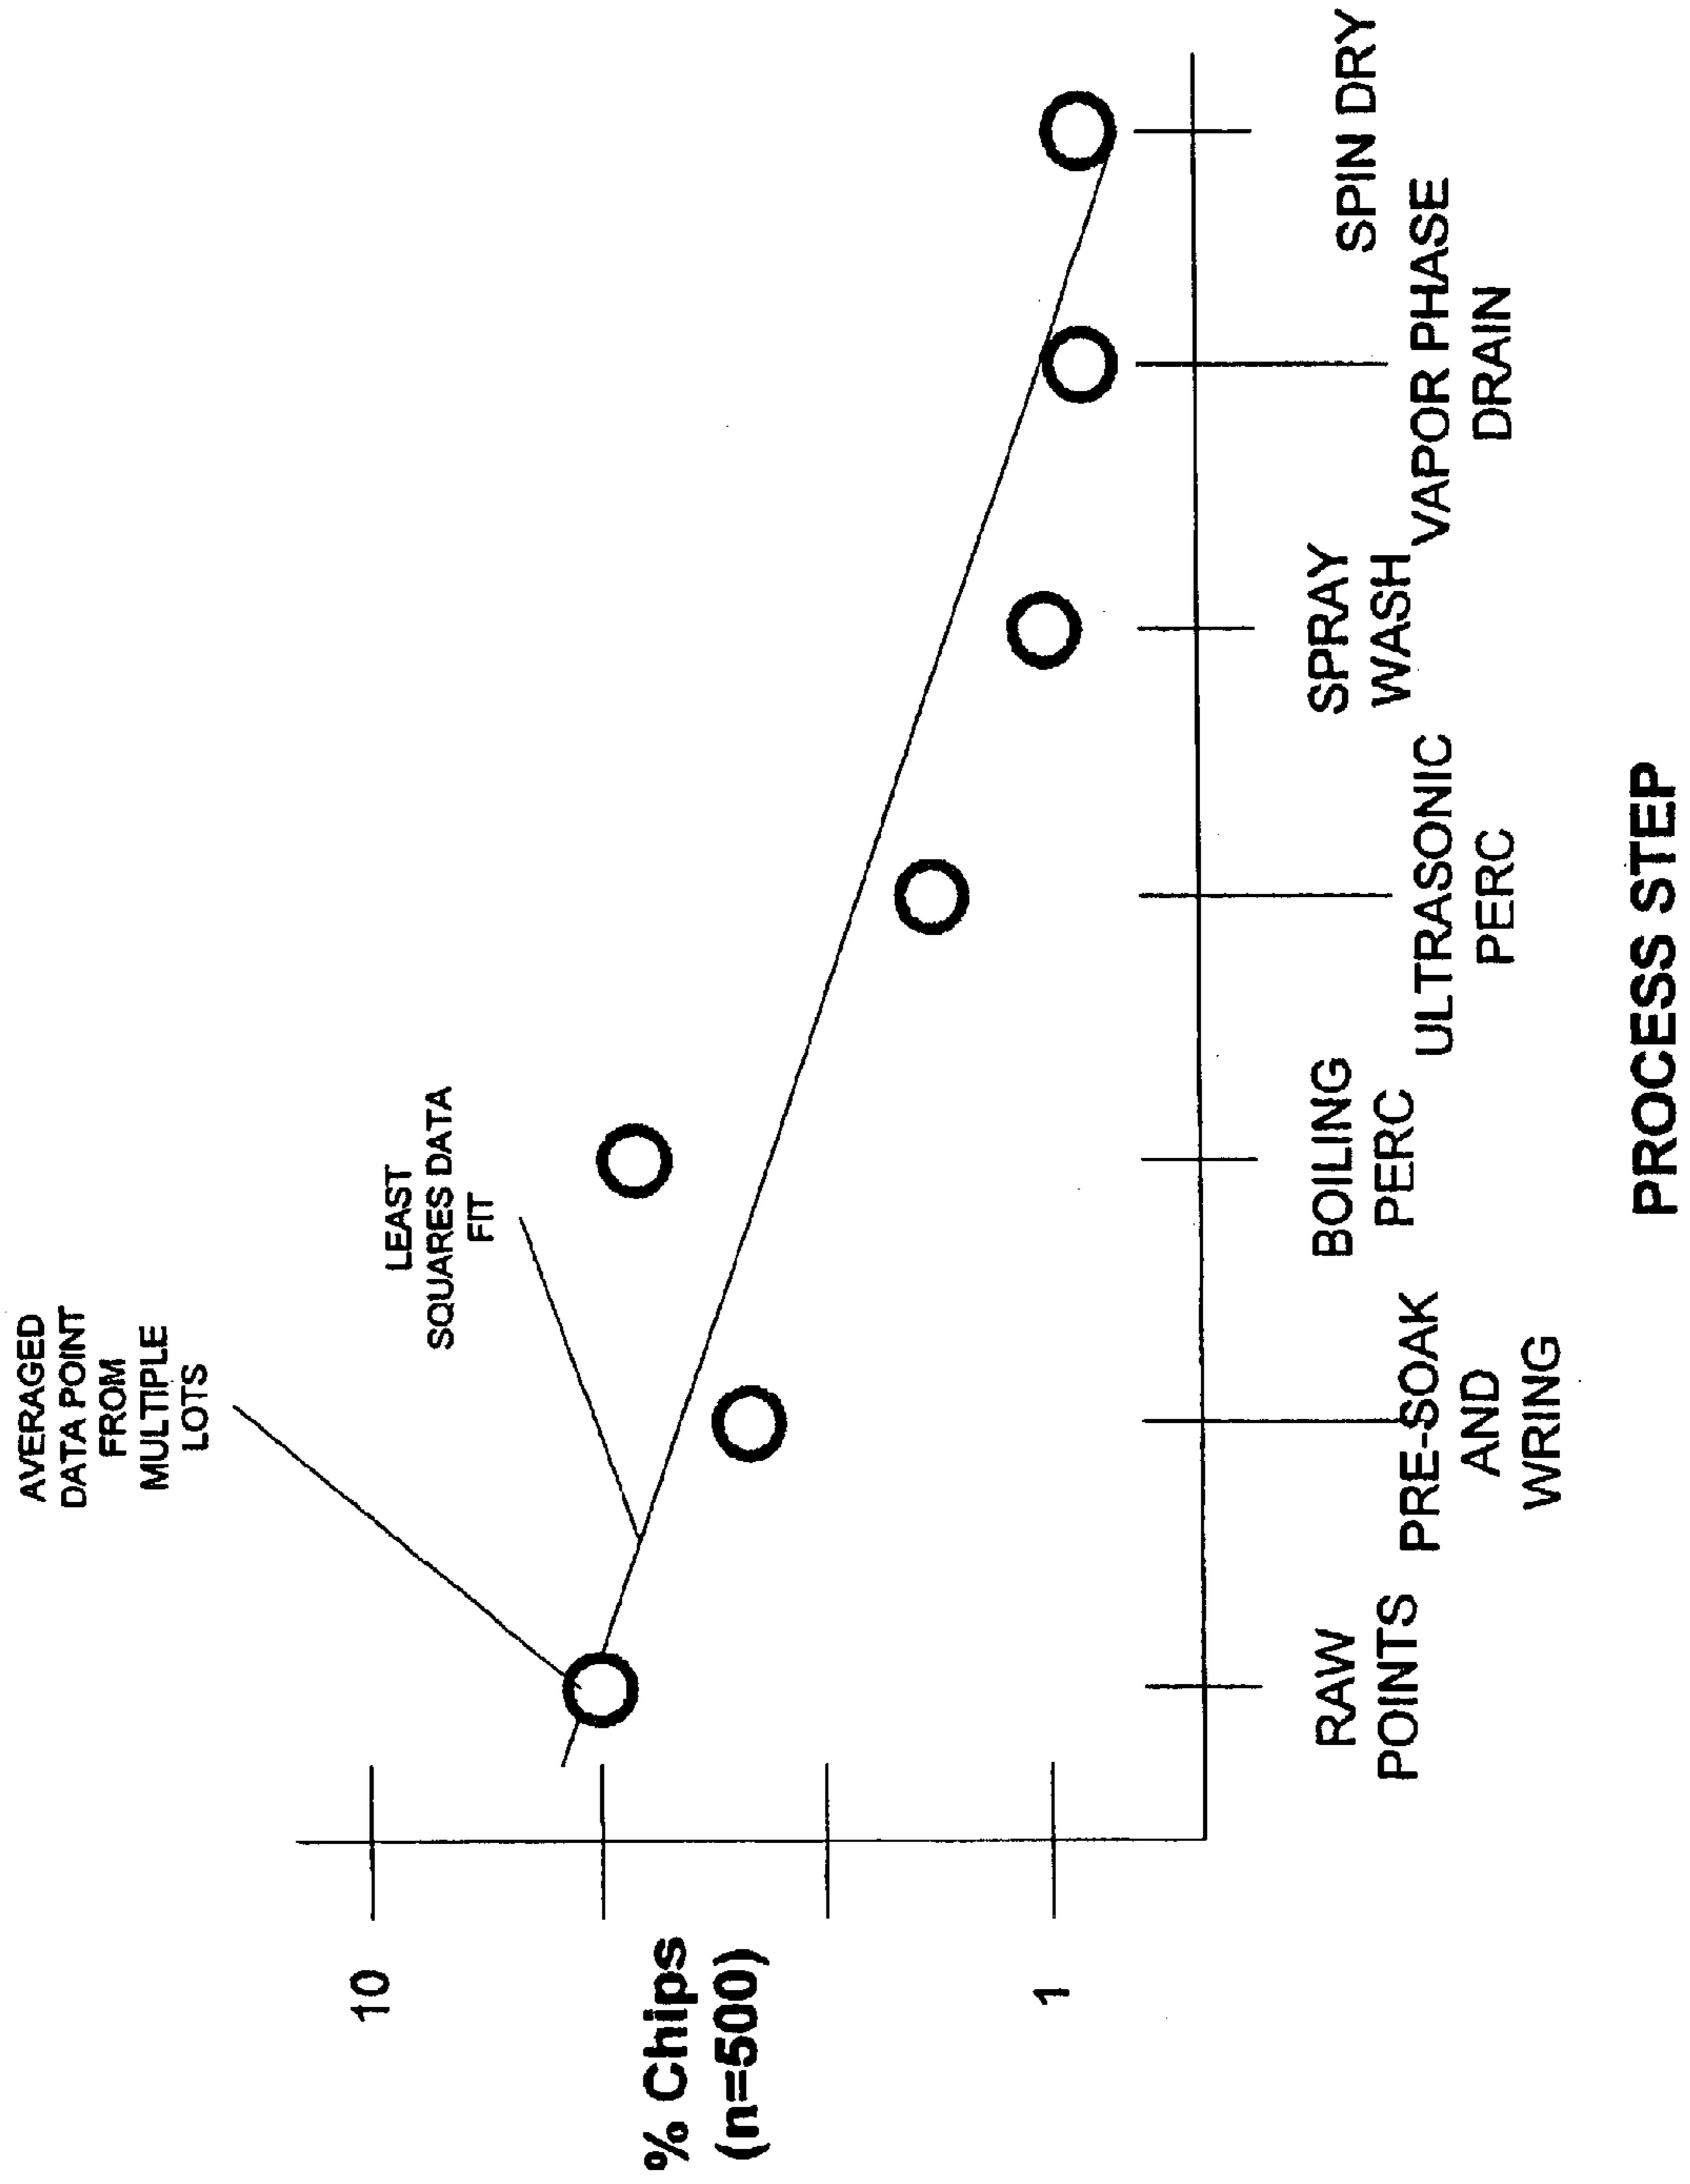 AVERAGED
DATA POINT
FROM
MULTIPLE
LOTS
LEAST
SQUARES DATA
FIT
10
% Chips
(n=500)
1
RAW
POINTS
PRE-SOAK
AND
WRING
BOILING
PERC
ULTRASONIC
PERC
SPRAY
WASH
VAPOR PHASE
DRAIN
SPIN DRY
PROCESS STEP